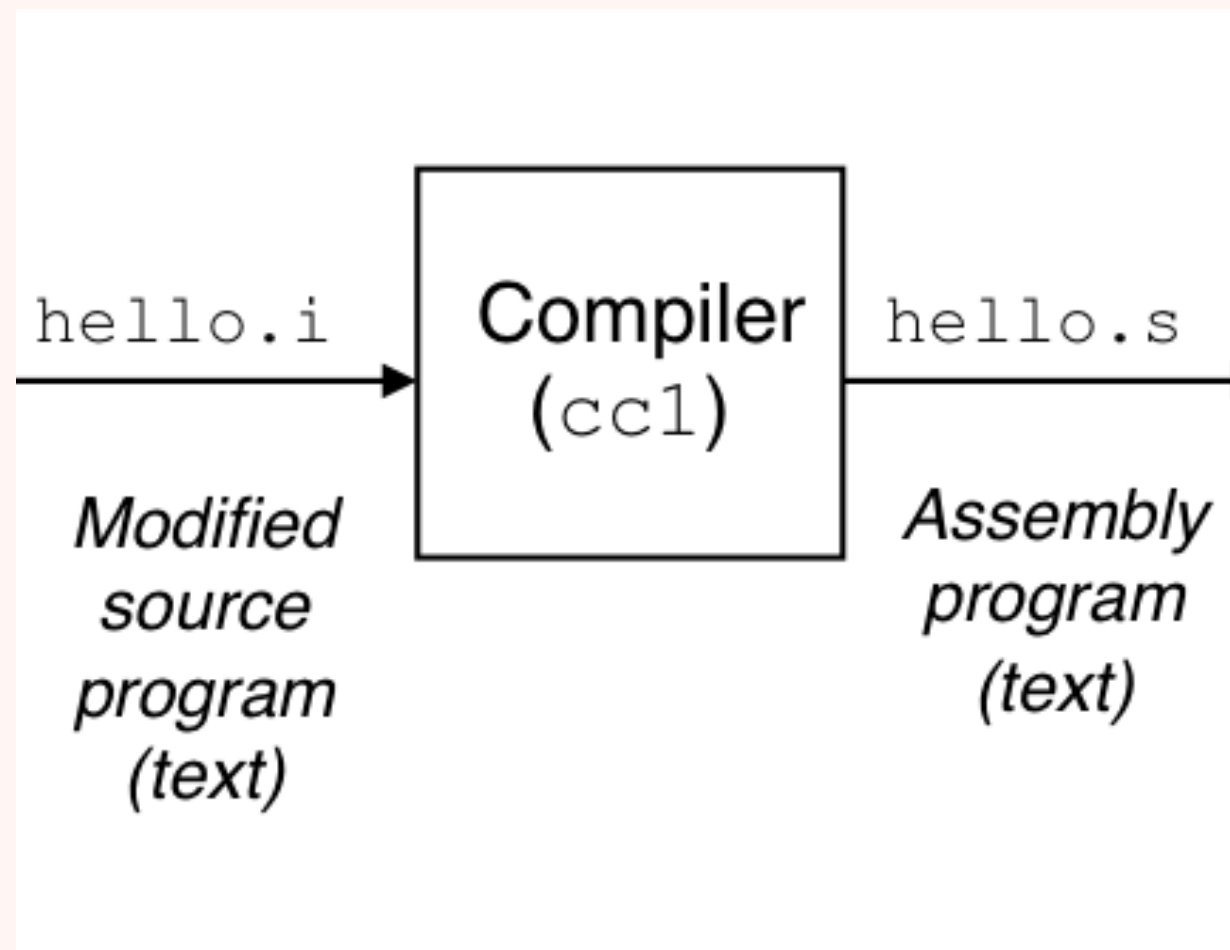 hello.i
Modified
source
program
(text)
Compiler
(cc1)
hello.s
Assembly
program
(text)